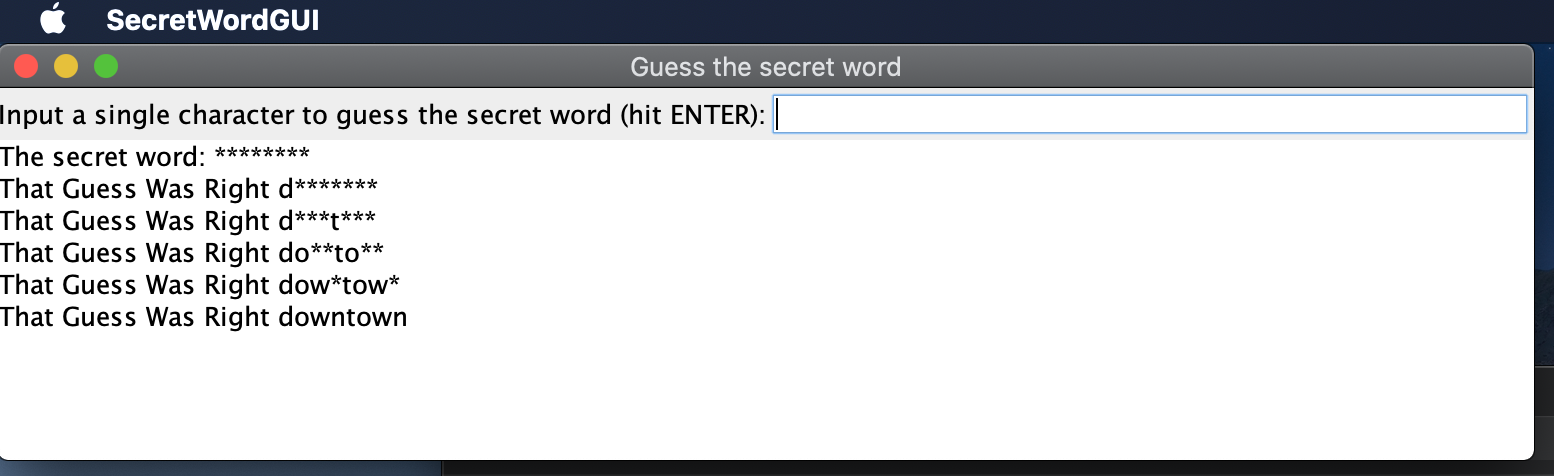 SecretWordGUI
Guess the secret word
Input a single character to guess the secret word (hit ENTER):
The secret word: ********
That Guess Was Right d*******
That Guess Was Right d***t***
That Guess Was Right do**to**
That Guess Was Right dow*tow*
That Guess Was Right downtown